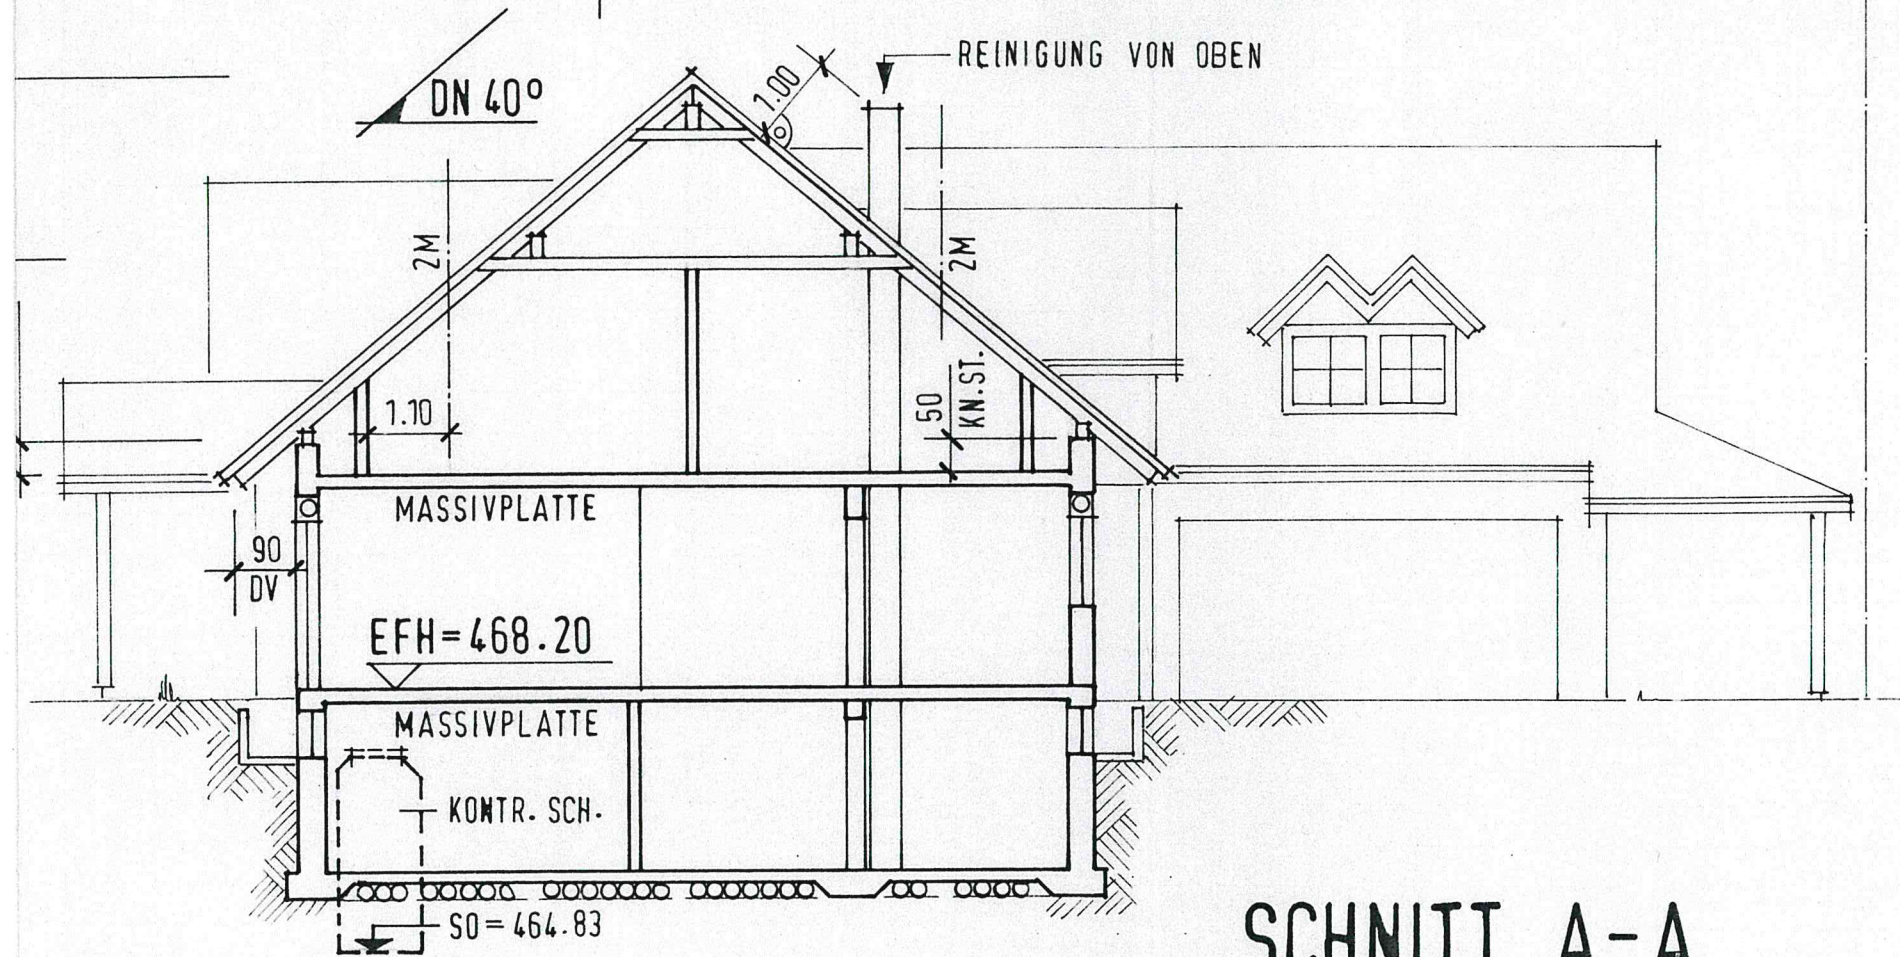 REINIGUNG VON OBEN
DN 40°
1.00
2M
2M
1.10
50
KN.ST.
MASSIVPLATTE
90
DV
EFH=468.20
MASSIVPLATTE
KONTR. SCH.
SO=464.83
SCHNITT A-A